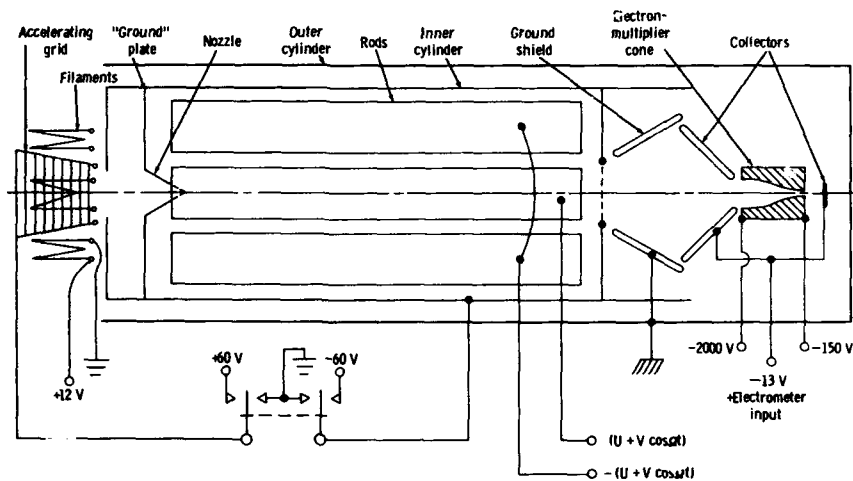 Accelerating
grid
"Ground"
plate
Nozzle
Outer
cylinder
Rods
Inner
cylinder
Ground
shield
Electron-
multiplier
cone
Collectors
Filaments
+12 V
+60 V
-60 V
-2000 V
-150 V
-13 V
+Electrometer
input
(U + V cosωt)
-(U + V cosωt)